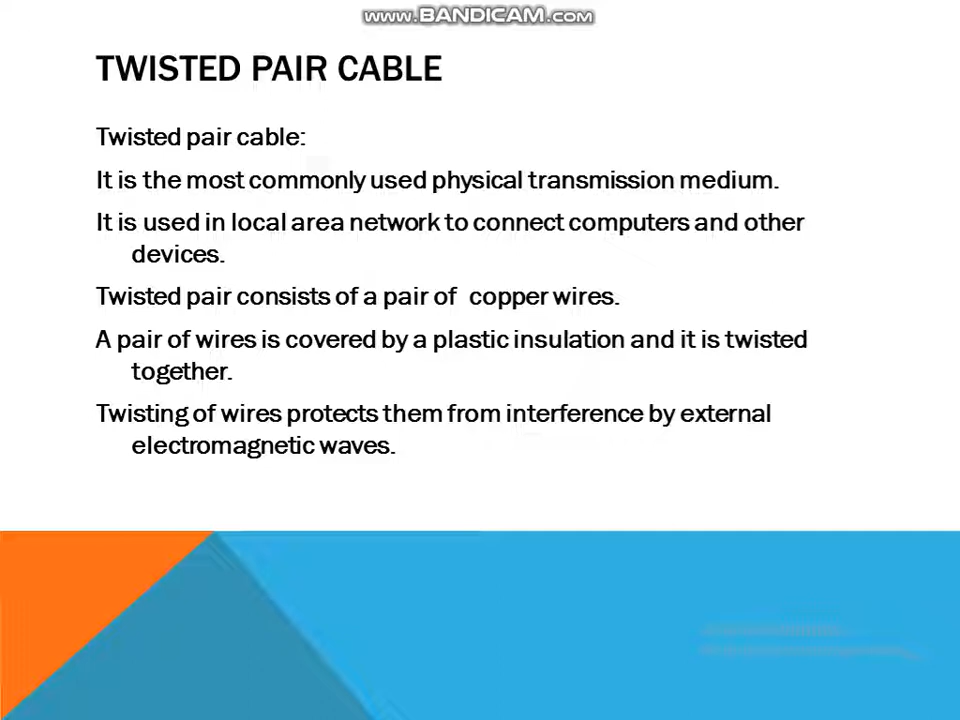 www.BANDICAM.com
TWISTED PAIR CABLE
Twisted pair cable:
It is the most commonly used physical transmission medium.
It is used in local area network to connect computers and other
devices.
Twisted pair consists of a pair of  copper wires.
A pair of wires is covered by a plastic insulation and it is twisted
together.
Twisting of wires protects them from interference by external
electromagnetic waves.